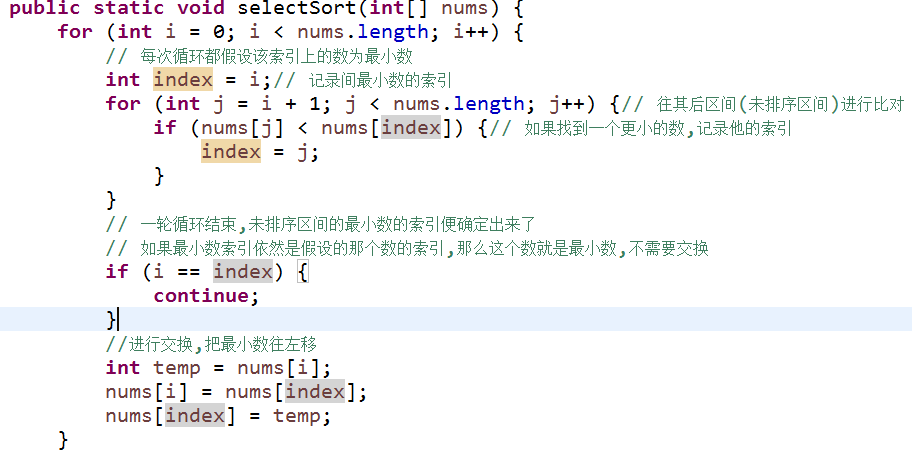 public static void selectSort(int[] nums) {
for (int i = 0; i < nums.length; i++) {
// 每次循环都假设该索引上的数为最小数
int index = i;// 记录间最小数的索引
for (int j = i + 1; j < nums.length; j++) {// 往其后区间(未排序区间)进行比对
if (nums[j] < nums[index]) {// 如果找到一个更小的数,记录他的索引
index = j;
}
}
// 一轮循环结束,未排序区间的最小数的索引便确定出来了
// 如果最小数索引依然是假设的那个数的索引,那么这个数就是最小数,不需要交换
if (i == index) {
continue;
}
//进行交换,把最小数往左移
int temp = nums[i];
nums[i] = nums[index];
nums[index] = temp;
}